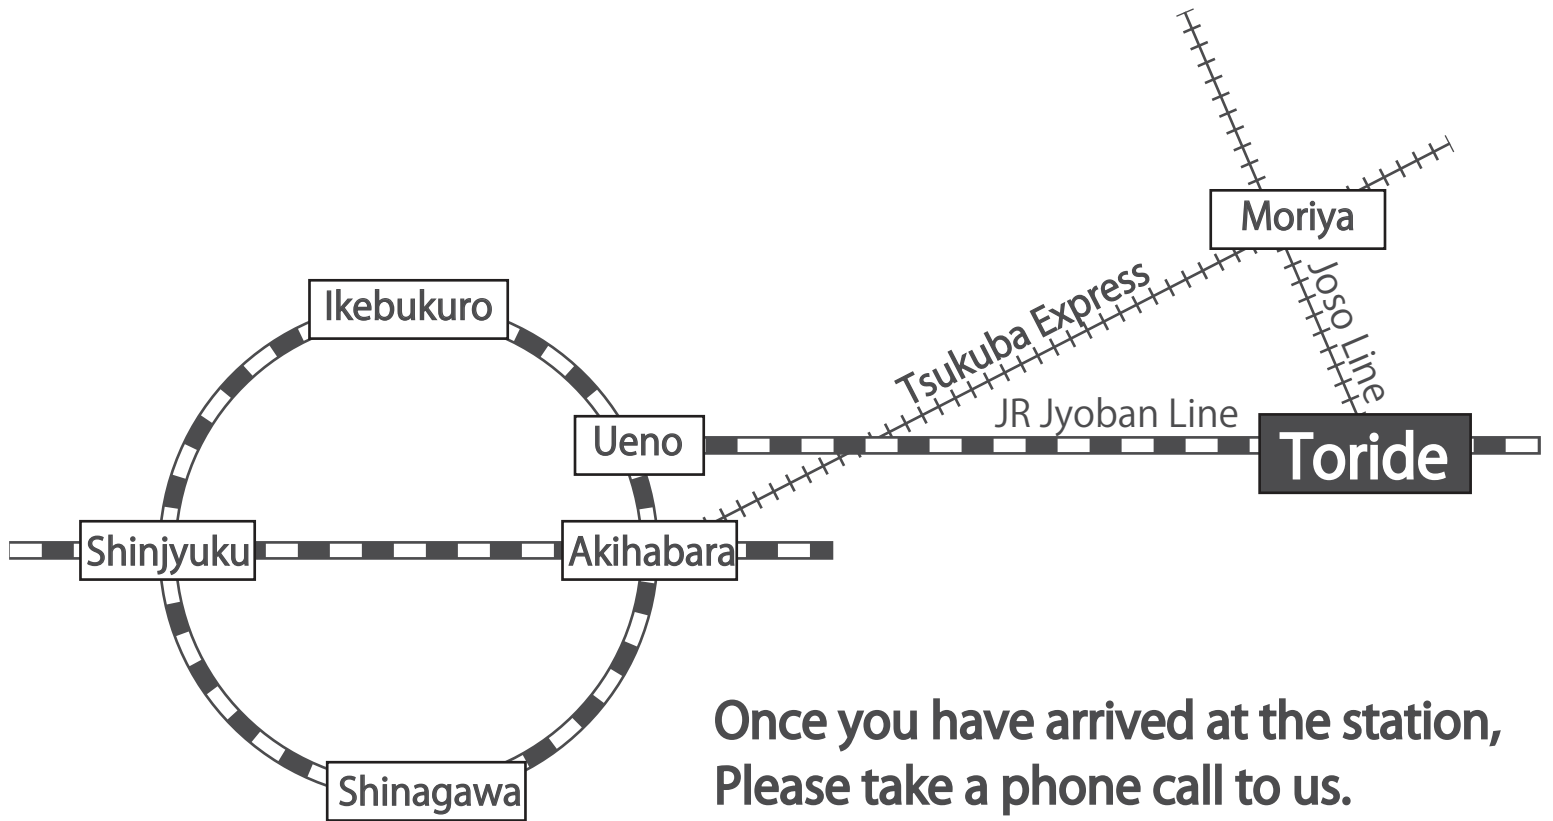 Moriya
Ikebukuro
Tsukuba Express
Joso Line
JR Jyoban Line
Ueno
Toride
Shinjyuku
Akihabara
Once you have arrived at the station,
Please take a phone call to us.
Shinagawa